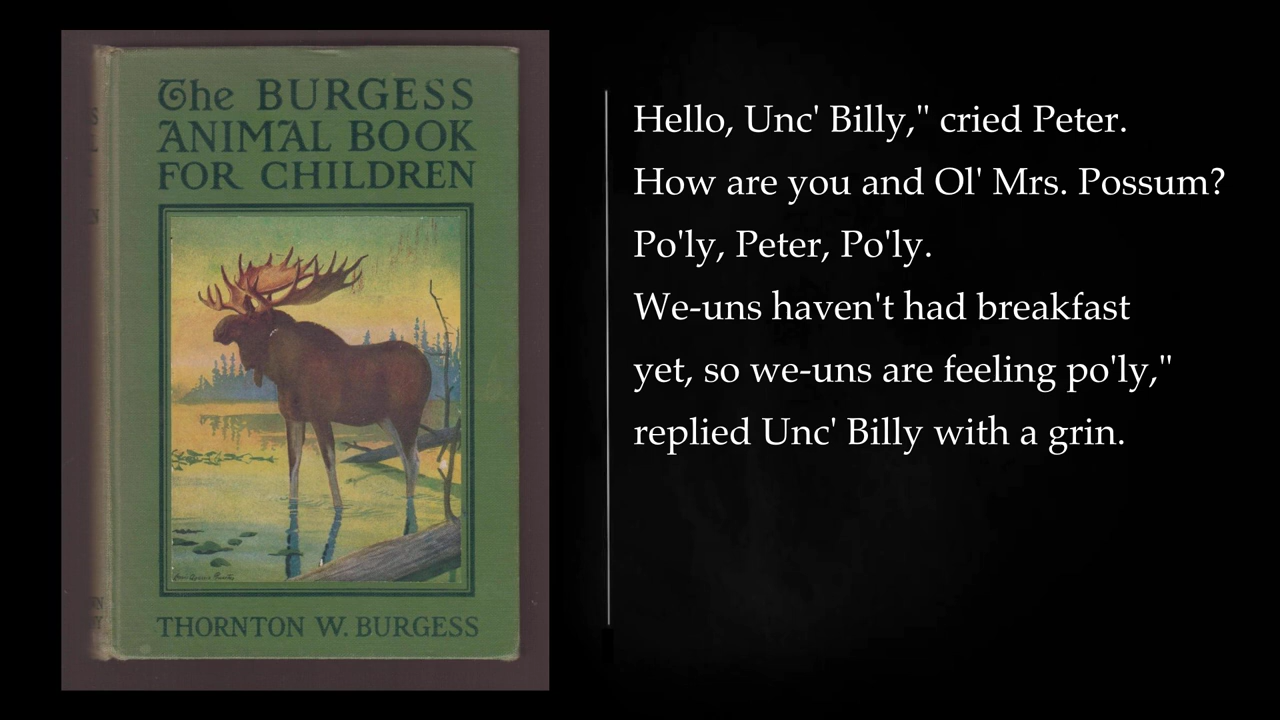 The BURGESS
ANIMAL BOOK
FOR CHILDREN
THORNTON W. BURGESS
Hello, Unc' Billy," cried Peter.
How are you and Ol' Mrs. Possum?
Po'ly, Peter, Po'ly.
We-uns haven't had breakfast
yet, so we-uns are feeling po'ly,"
replied Unc' Billy with a grin.